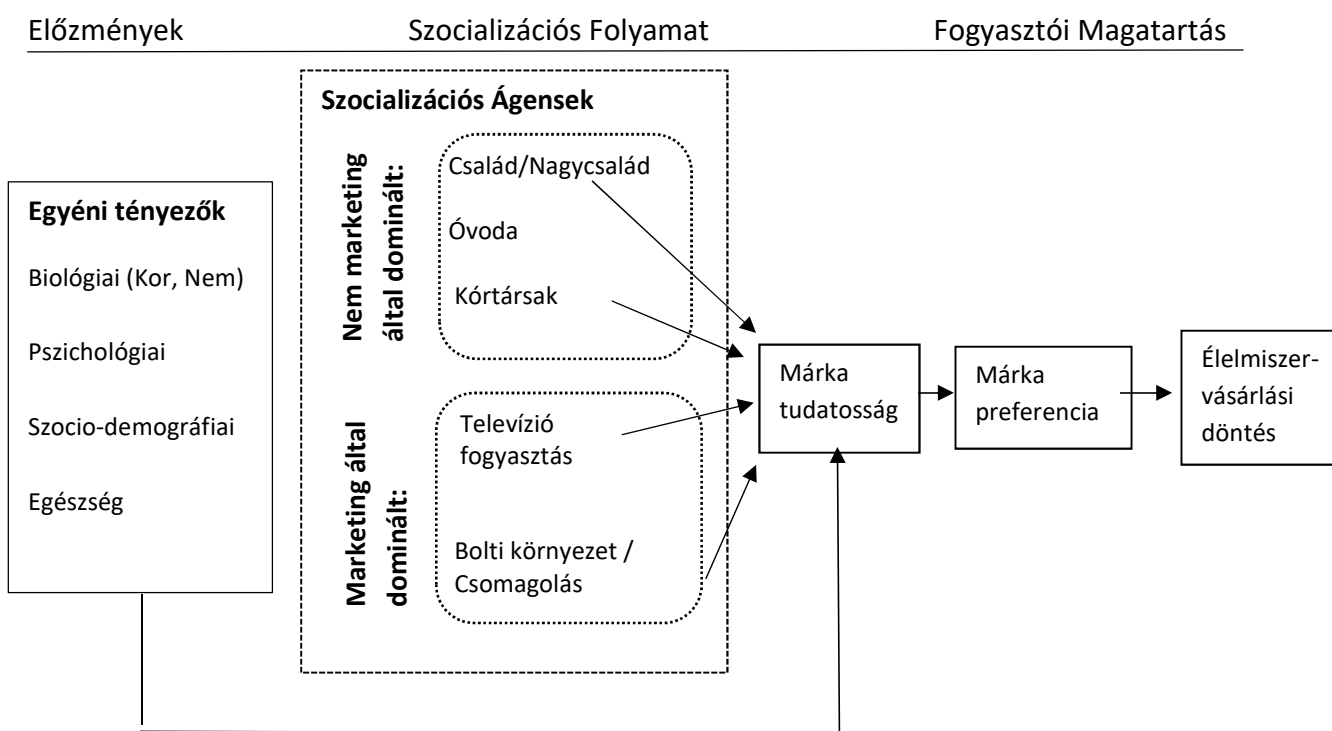 Előzmények
Szocializációs Folyamat
Fogyasztói Magatartás
Egyéni tényezők
Biológiai (Kor, Nem)
Pszichológiai
Szocio-demográfiai
Egészség
Szocializációs Ágensek
Nem marketing
által dominált:
Család/Nagycsalád
Óvoda
Kórtársak
Marketing által
dominált:
Televízió
fogyasztás
Bolti környezet /
Csomagolás
Márka
tudatosság
Márka
preferencia
Élelmiszer-
vásárlási
döntés